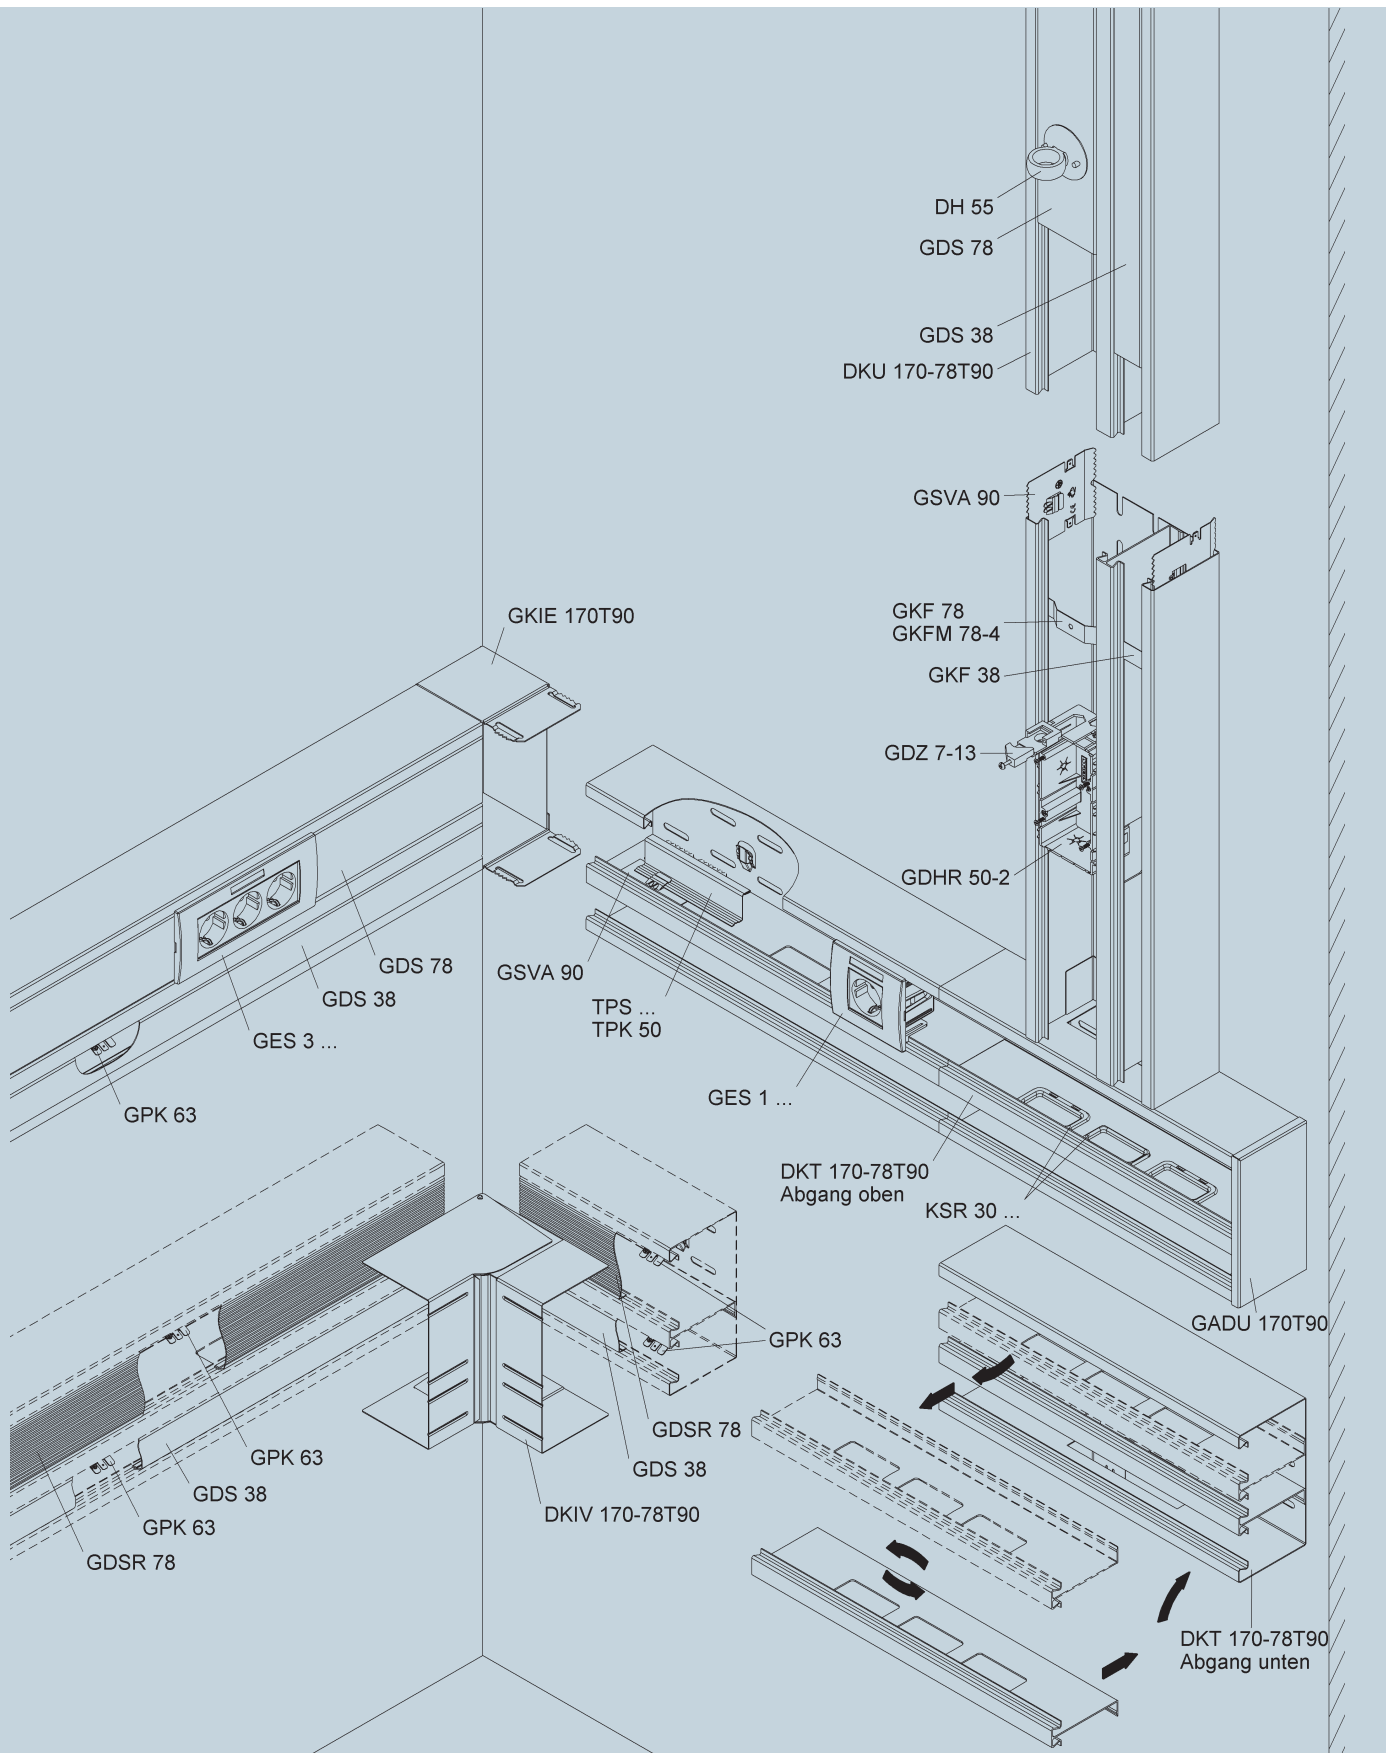 DH 55
GDS 78
GDS 38
DKU 170-78T90
GSVA 90
GKF 78
GKFM 78-4
GKF 38
GKIE 170T90
GDZ 7-13
GDHR 50-2
GDS 78
GSVA 90
GDS 38
TPS ...
TPK 50
GES 3 ...
GES 1 ...
GPK 63
DKT 170-78T90
Abgang oben
KSR 30 ...
GADU 170T90
GPK 63
GDSR 78
GPK 63
GDS 38
GDS 38
DKIV 170-78T90
GPK 63
GDSR 78
DKT 170-78T90
Abgang unten